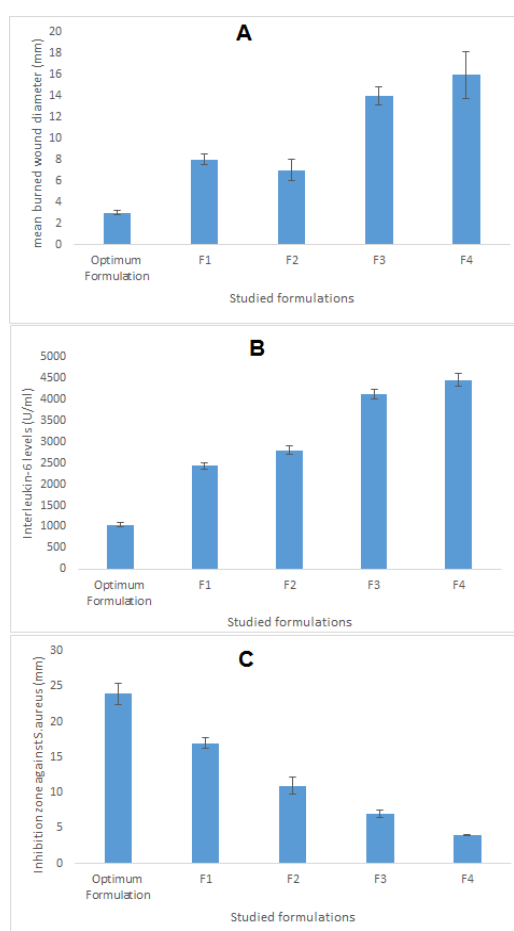 A
mean burned wound diameter (mm)
20
18
16
14
12
10
8
6
4
2
0
Optimum
Formulation
F1
F2
F3
F4
Studied formulations
B
Interleukin-6 levels (U/ml)
5000
4500
4000
3500
3000
2500
2000
1500
1000
500
0
Optimum
Formulation
F1
F2
F3
F4
Studied formulations
C
Inhibition zone against S.aureus (mm)
30
25
20
15
10
5
0
Optimum
Formulation
F1
F2
F3
F4
Studied formulations